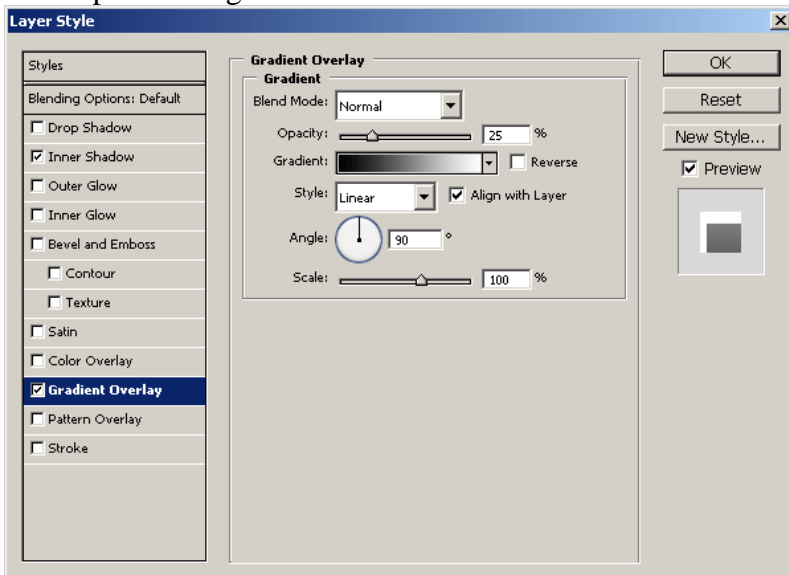 Layer Style
Styles
Blending Options: Default
Drop Shadow
Inner Shadow
Outer Glow
Inner Glow
Bevel and Emboss
Contour
Texture
Satin
Color Overlay
Gradient Overlay
Pattern Overlay
Stroke
Gradient Overlay
Gradient
Blend Mode: Normal
Opacity: 25 %
Gradient: Reverse
Style: Linear Align with Layer
Angle: 90 °
Scale: 100 %
OK
Reset
New Style...
Preview